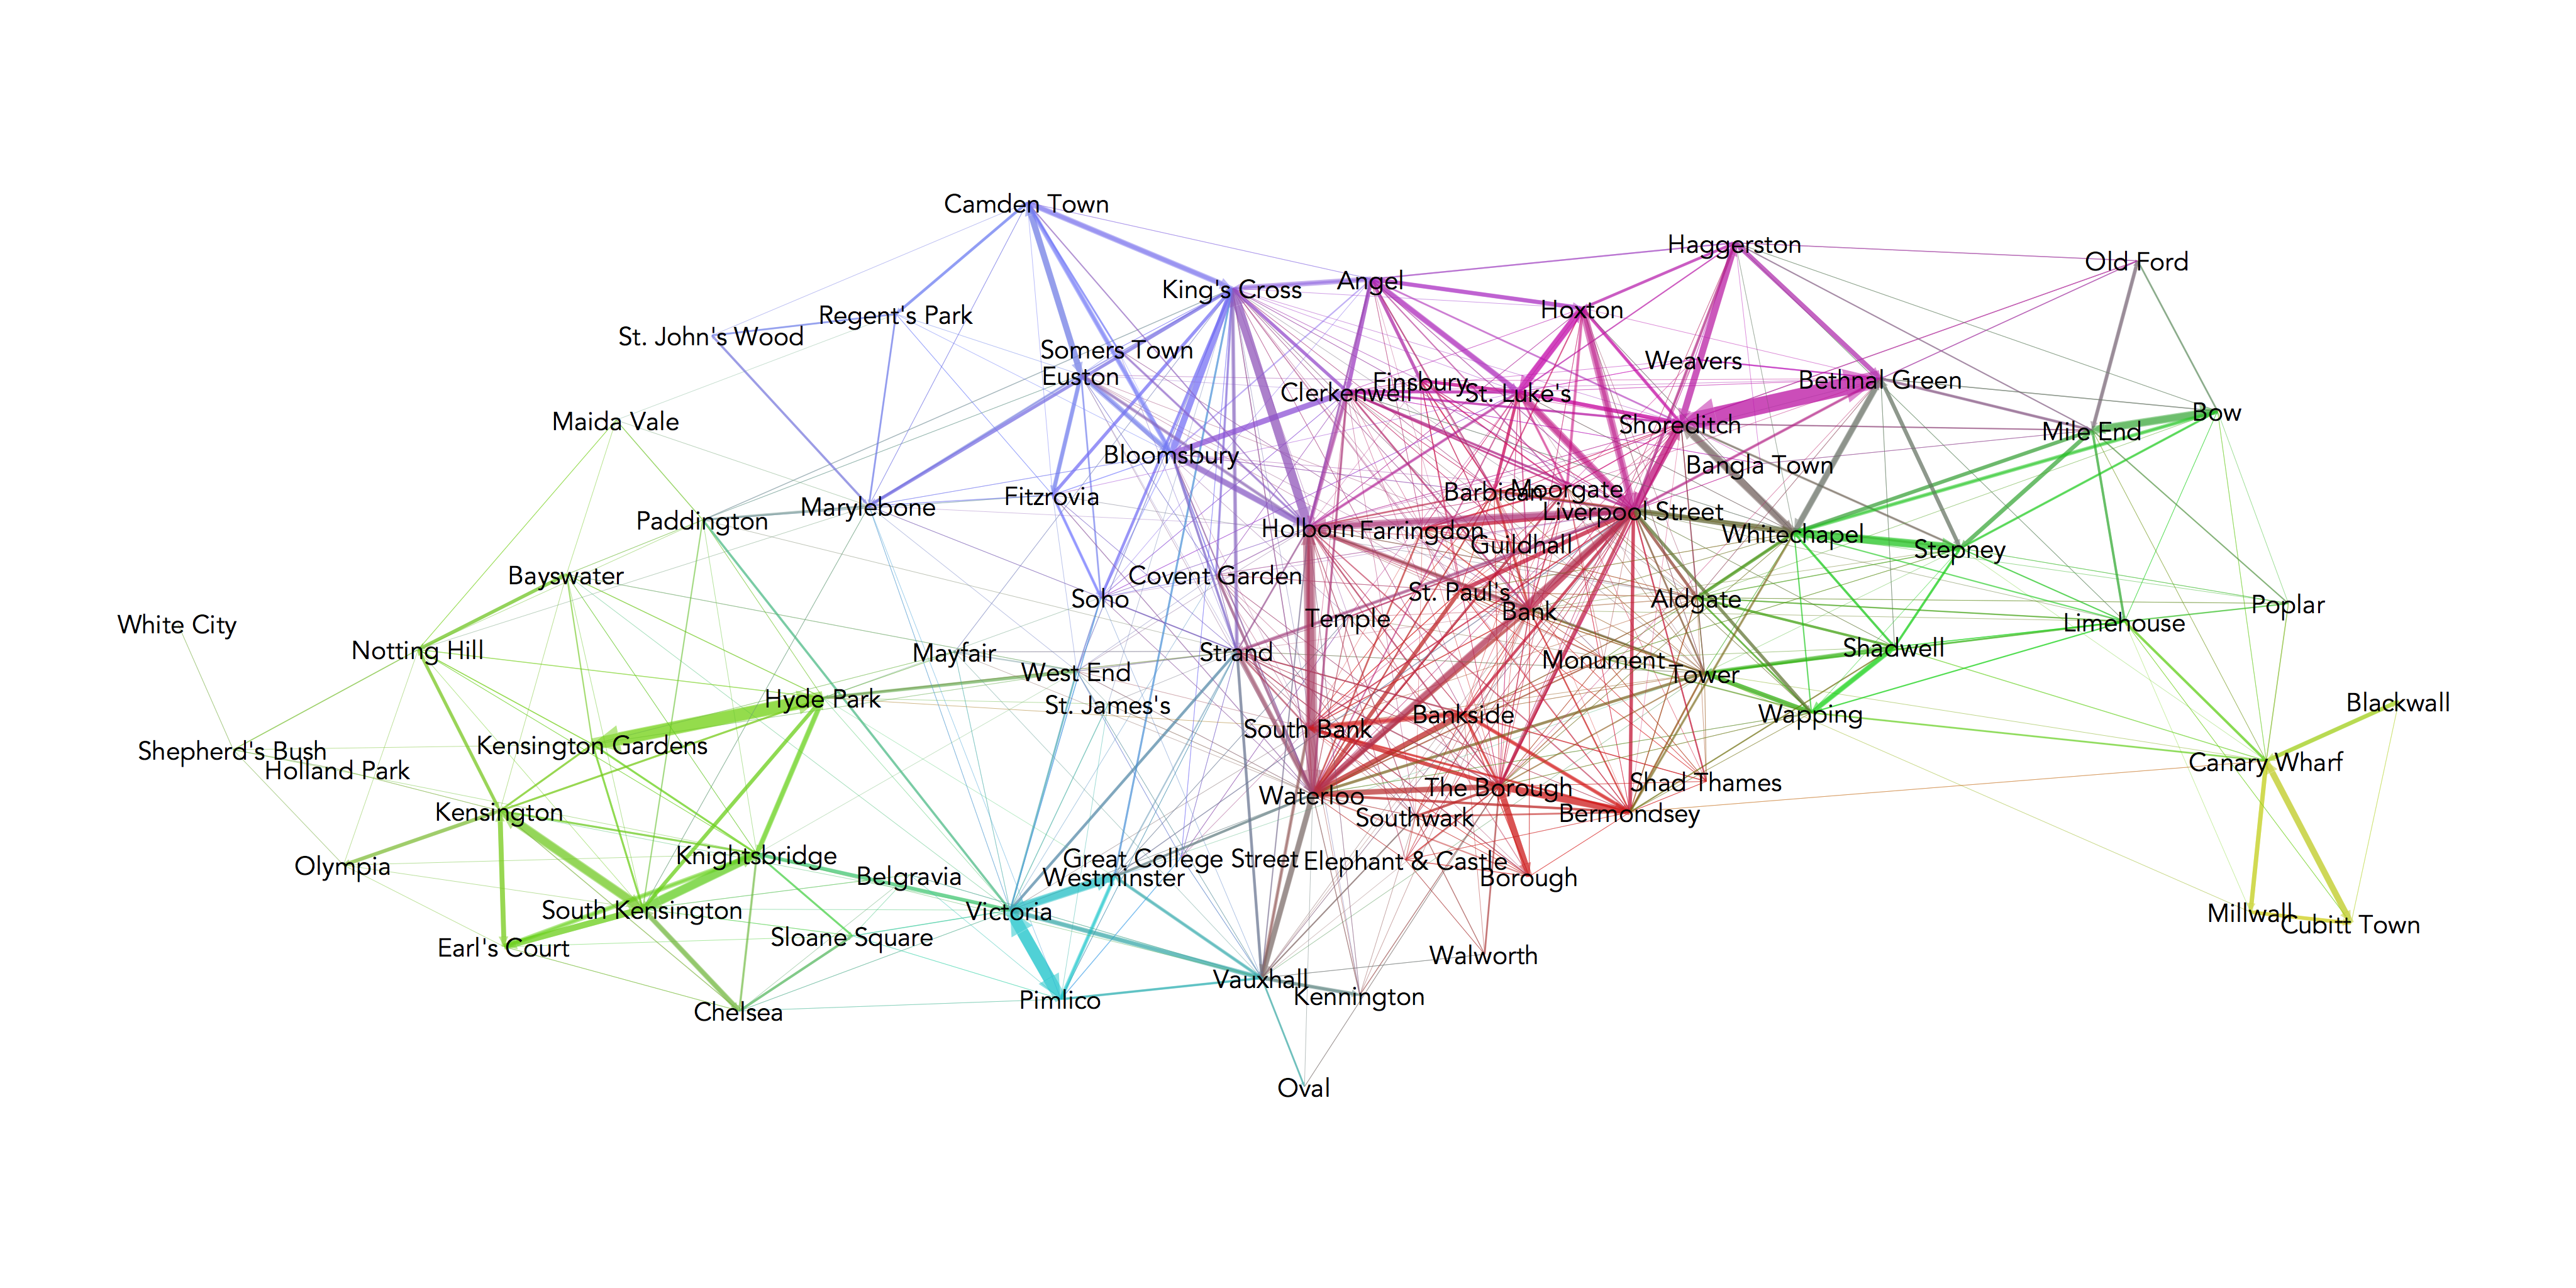 Camden Town
Haggerston
Old Ford
King's Cross
Angel
Hoxton
Regent's Park
St. John's Wood
Somers Town
Weavers
Euston
Finsbury
Bethnal Green
Clerkenwell
St. Luke's
Bow
Maida Vale
Shoreditch
Mile End
Bloomsbury
Bangla Town
Fitzrovia
Barbican
Moorgate
Marylebone
Liverpool Street
Paddington
Holborn
Farringdon
Whitechapel
Guildhall
Stepney
Bayswater
Covent Garden
Soho
St. Paul's
Aldgate
Poplar
Bank
Temple
White City
Limehouse
Notting Hill
Mayfair
Strand
Shadwell
Monument
West End
Tower
Hyde Park
Blackwall
St. James's
Bankside
Wapping
South Bank
Kensington Gardens
Shepherd's Bush
Canary Wharf
Holland Park
Shad Thames
The Borough
Waterloo
Kensington
Southwark
Bermondsey
Knightsbridge
Great College Street
Elephant & Castle
Olympia
Belgravia
Westminster
Borough
South Kensington
Victoria
Millwall
Cubitt Town
Sloane Square
Earl's Court
Walworth
Vauxhall
Kennington
Pimlico
Chelsea
Oval